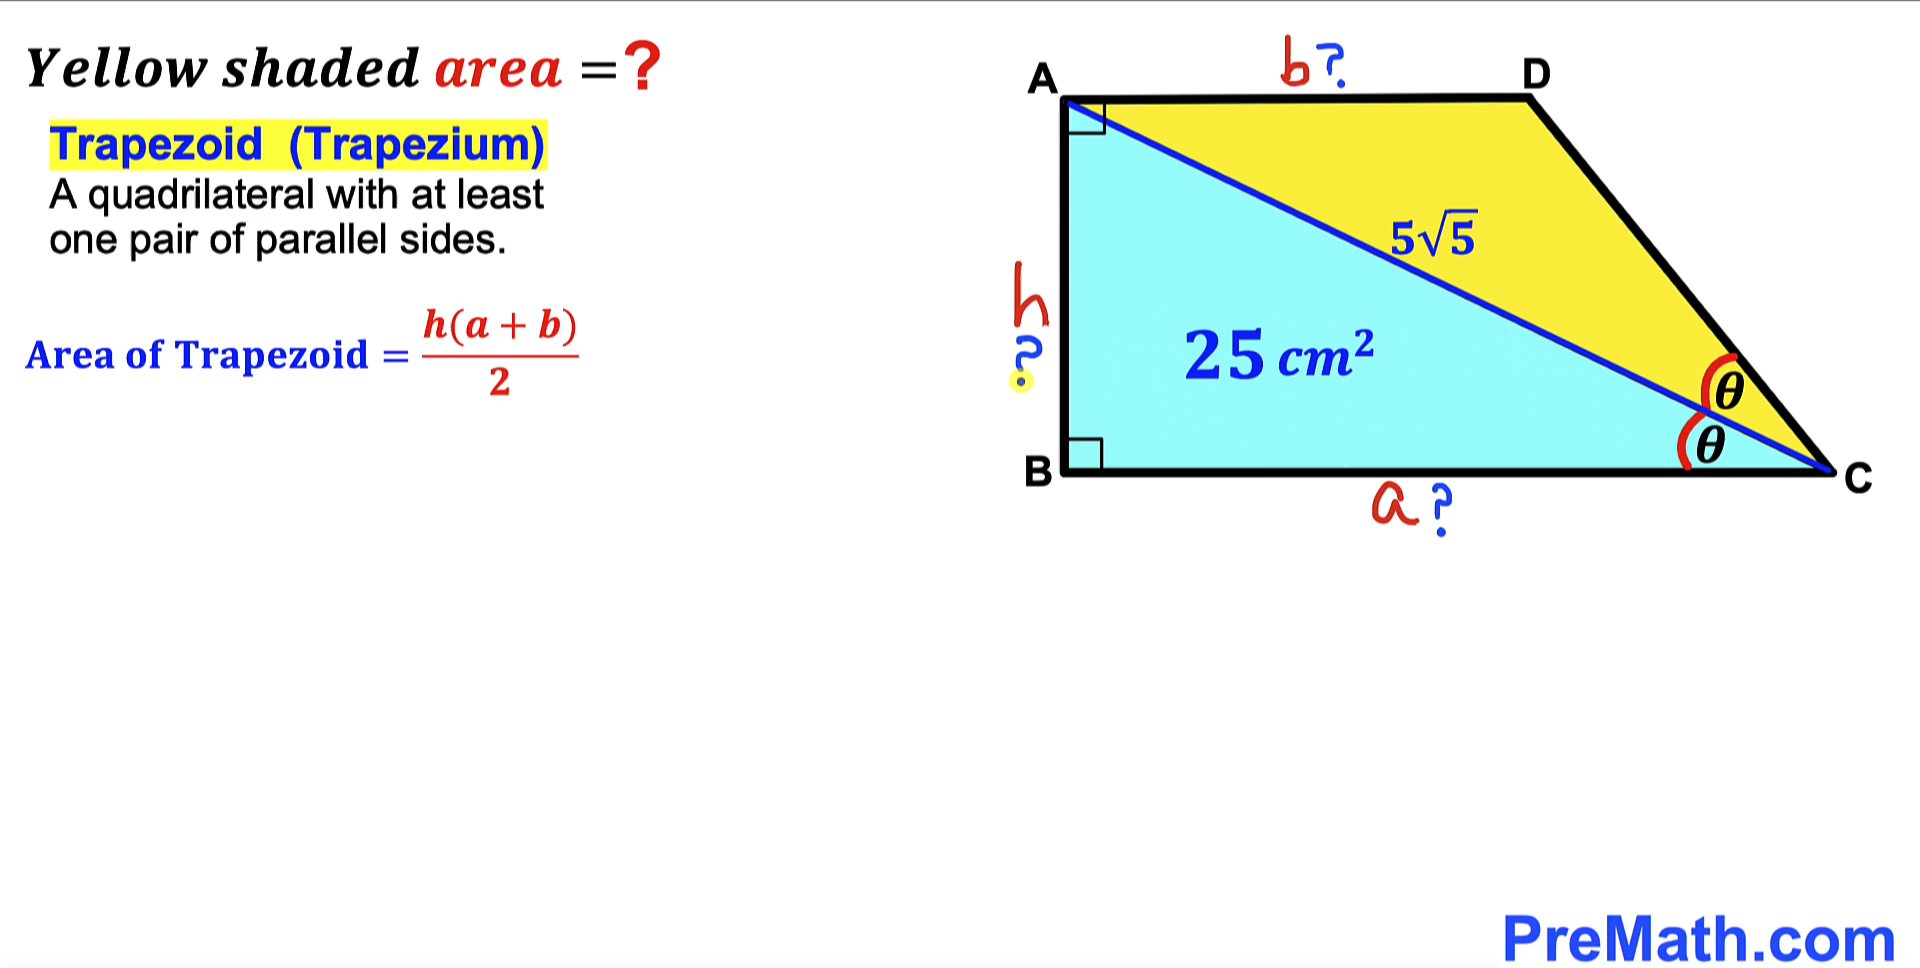 Yellow shaded area =?
Trapezoid (Trapezium)
A quadrilateral with at least
one pair of parallel sides.
Area of Trapezoid = h(a + b) / 2
b?
A
D
5√5
h
?
25 cm²
θ
θ
B
C
a?
PreMath.com